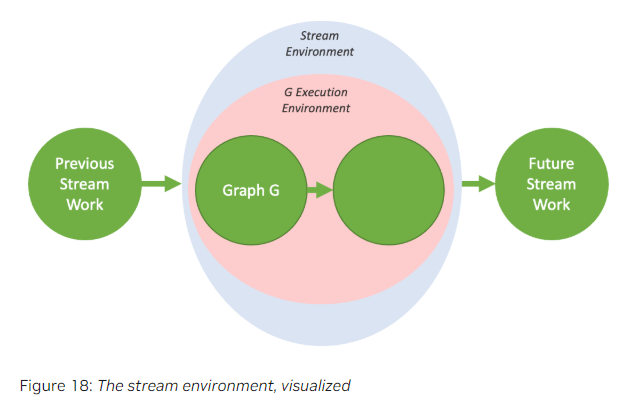 Stream
Environment
G Execution
Environment
Previous
Stream
Work
Graph G
Future
Stream
Work
Figure 18: The stream environment, visualized